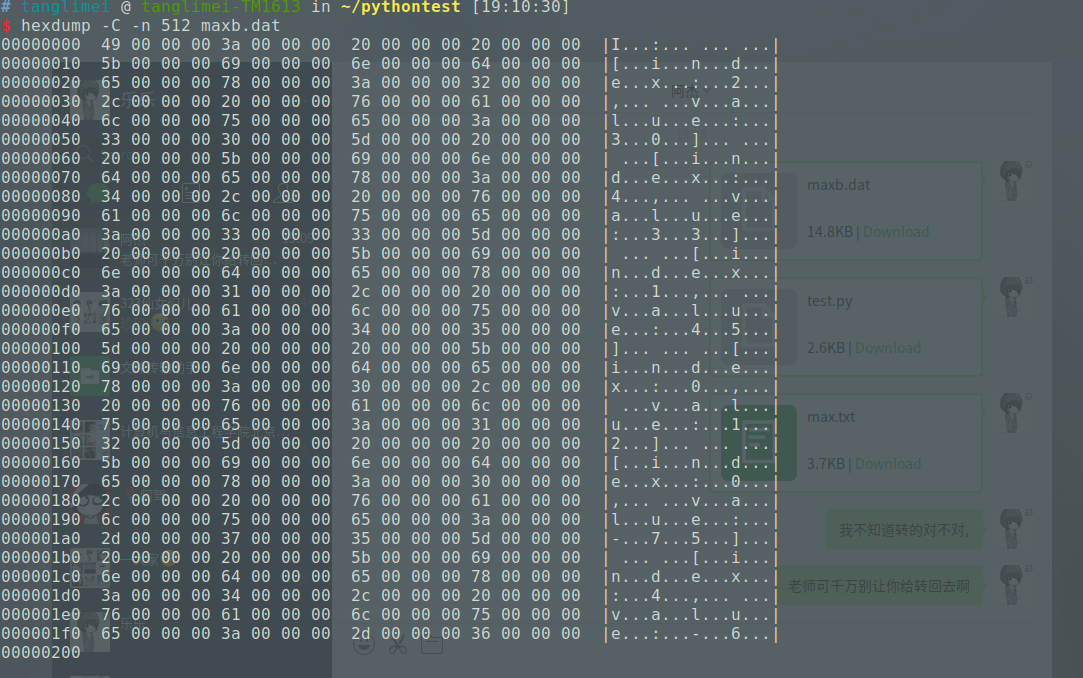 # tanglimei @ tanglimei-TM1613 in ~/pythontest [19:10:30]
$ hexdump -C -n 512 maxb.dat
00000000  49 00 00 00 3a 00 00 00  20 00 00 00 20 00 00 00  |I...:... ... ...|
00000010  5b 00 00 00 69 00 00 00  6e 00 00 00 64 00 00 00  |[...i...n...d...|
00000020  65 00 00 00 78 00 00 00  3a 00 00 00 32 00 00 00  |e...x...:...2...|
00000030  2c 00 00 00 20 00 00 00  76 00 00 00 61 00 00 00  |,... ...v...a...|
00000040  6c 00 00 00 75 00 00 00  65 00 00 00 3a 00 00 00  |l...u...e...:...|
00000050  33 00 00 00 30 00 00 00  5d 00 00 00 20 00 00 00  |3...0...]... ...|
00000060  20 00 00 00 5b 00 00 00  69 00 00 00 6e 00 00 00  | ...[...i...n...|
00000070  64 00 00 00 65 00 00 00  78 00 00 00 3a 00 00 00  |d...e...x...:...|
00000080  34 00 00 00 2c 00 00 00  20 00 00 00 76 00 00 00  |4...,... ...v...|
00000090  61 00 00 00 6c 00 00 00  75 00 00 00 65 00 00 00  |a...l...u...e...|
000000a0  3a 00 00 00 33 00 00 00  33 00 00 00 5d 00 00 00  |:...3...3...]...|
000000b0  20 00 00 00 20 00 00 00  5b 00 00 00 69 00 00 00  | ... ...[...i...|
000000c0  6e 00 00 00 64 00 00 00  65 00 00 00 78 00 00 00  |n...d...e...x...|
000000d0  3a 00 00 00 31 00 00 00  2c 00 00 00 20 00 00 00  |:...1...,... ...|
000000e0  76 00 00 00 61 00 00 00  6c 00 00 00 75 00 00 00  |v...a...l...u...|
000000f0  65 00 00 00 3a 00 00 00  34 00 00 00 35 00 00 00  |e...:...4...5...|
00000100  5d 00 00 00 20 00 00 00  20 00 00 00 5b 00 00 00  |]... ... ...[...|
00000110  69 00 00 00 6e 00 00 00  64 00 00 00 65 00 00 00  |i...n...d...e...|
00000120  78 00 00 00 3a 00 00 00  30 00 00 00 2c 00 00 00  |x...:...0...,...|
00000130  20 00 00 00 76 00 00 00  61 00 00 00 6c 00 00 00  | ...v...a...l...|
00000140  75 00 00 00 65 00 00 00  3a 00 00 00 31 00 00 00  |u...e...:...1...|
00000150  32 00 00 00 5d 00 00 00  20 00 00 00 20 00 00 00  |2...]... ... ...|
00000160  5b 00 00 00 69 00 00 00  6e 00 00 00 64 00 00 00  |[...i...n...d...|
00000170  65 00 00 00 78 00 00 00  3a 00 00 00 30 00 00 00  |e...x...:...0...|
00000180  2c 00 00 00 20 00 00 00  76 00 00 00 61 00 00 00  |,... ...v...a...|
00000190  6c 00 00 00 75 00 00 00  65 00 00 00 3a 00 00 00  |l...u...e...:...|
000001a0  2d 00 00 00 37 00 00 00  35 00 00 00 5d 00 00 00  |-...7...5...]...|
000001b0  20 00 00 00 20 00 00 00  5b 00 00 00 69 00 00 00  | ... ...[...i...|
000001c0  6e 00 00 00 64 00 00 00  65 00 00 00 78 00 00 00  |n...d...e...x...|
000001d0  3a 00 00 00 34 00 00 00  2c 00 00 00 20 00 00 00  |:...4...,... ...|
000001e0  76 00 00 00 61 00 00 00  6c 00 00 00 75 00 00 00  |v...a...l...u...|
000001f0  65 00 00 00 3a 00 00 00  2d 00 00 00 36 00 00 00  |e...:...-...6...|
00000200
maxb.dat
14.8KB | Download
test.py
2.6KB | Download
max.txt
3.7KB | Download
我不知道转的对不对,
老师可千万别让你给转回去啊